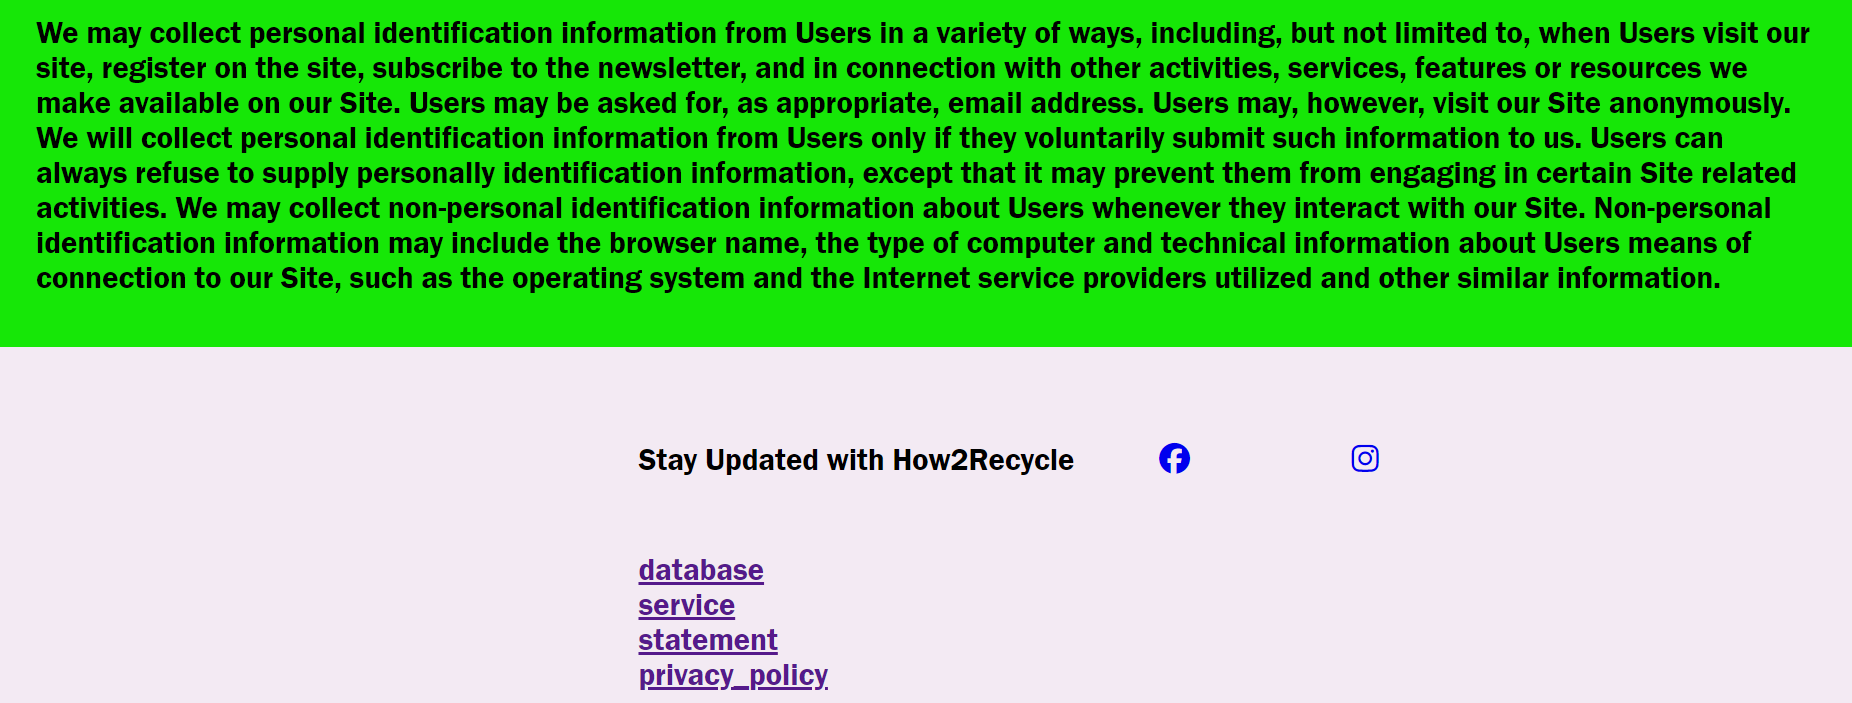 We may collect personal identification information from Users in a variety of ways, including, but not limited to, when Users visit our
site, register on the site, subscribe to the newsletter, and in connection with other activities, services, features or resources we
make available on our Site. Users may be asked for, as appropriate, email address. Users may, however, visit our Site anonymously.
We will collect personal identification information from Users only if they voluntarily submit such information to us. Users can
always refuse to supply personally identification information, except that it may prevent them from engaging in certain Site related
activities. We may collect non-personal identification information about Users whenever they interact with our Site. Non-personal
identification information may include the browser name, the type of computer and technical information about Users means of
connection to our Site, such as the operating system and the Internet service providers utilized and other similar information.
Stay Updated with How2Recycle
database
service
statement
privacy_policy